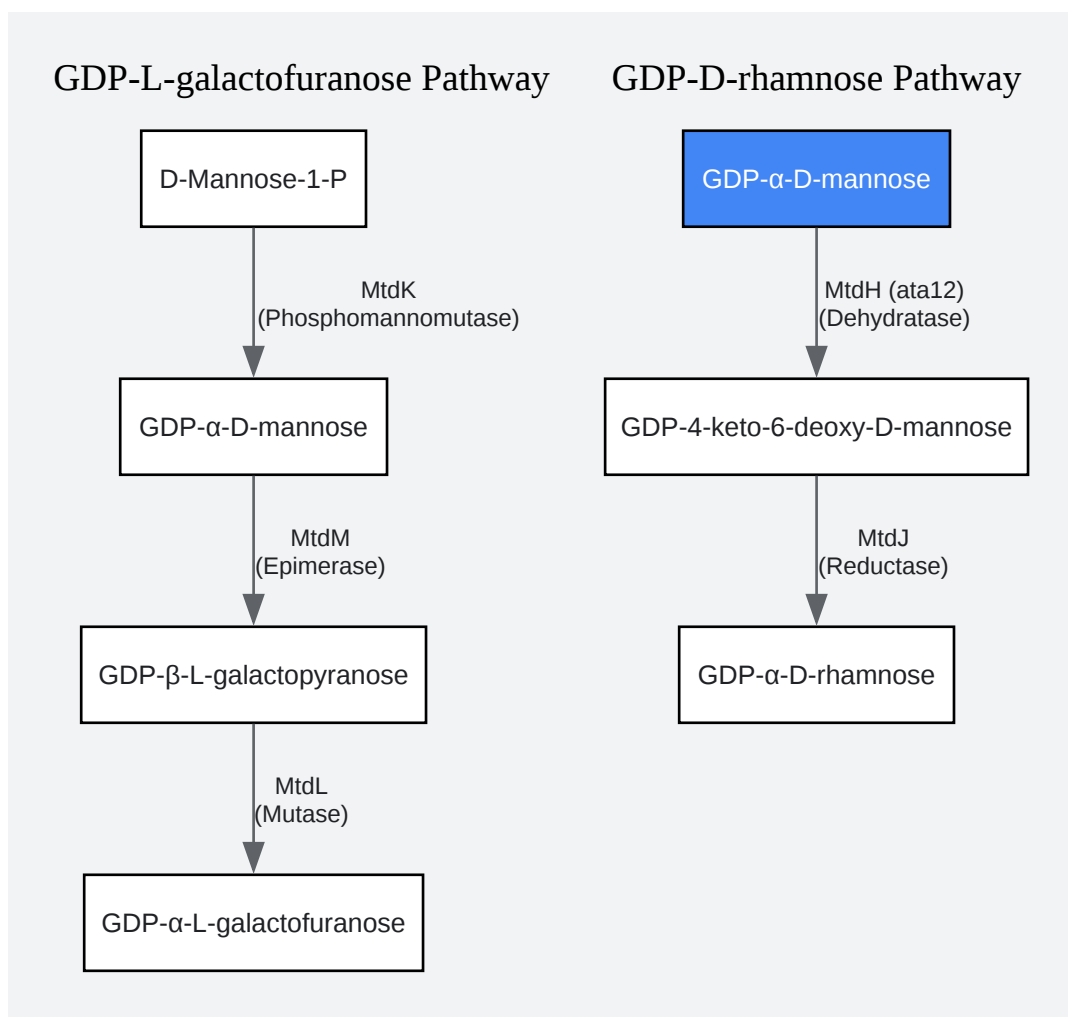 GDP-L-galactofuranose Pathway
D-Mannose-1-P
MtdK
(Phosphomannomutase)
GDP-α-D-mannose
MtdM
(Epimerase)
GDP-β-L-galactopyranose
MtdL
(Mutase)
GDP-α-L-galactofuranose
GDP-D-rhamnose Pathway
GDP-α-D-mannose
MtdH (ata12)
(Dehydratase)
GDP-4-keto-6-deoxy-D-mannose
MtdJ
(Reductase)
GDP-α-D-rhamnose